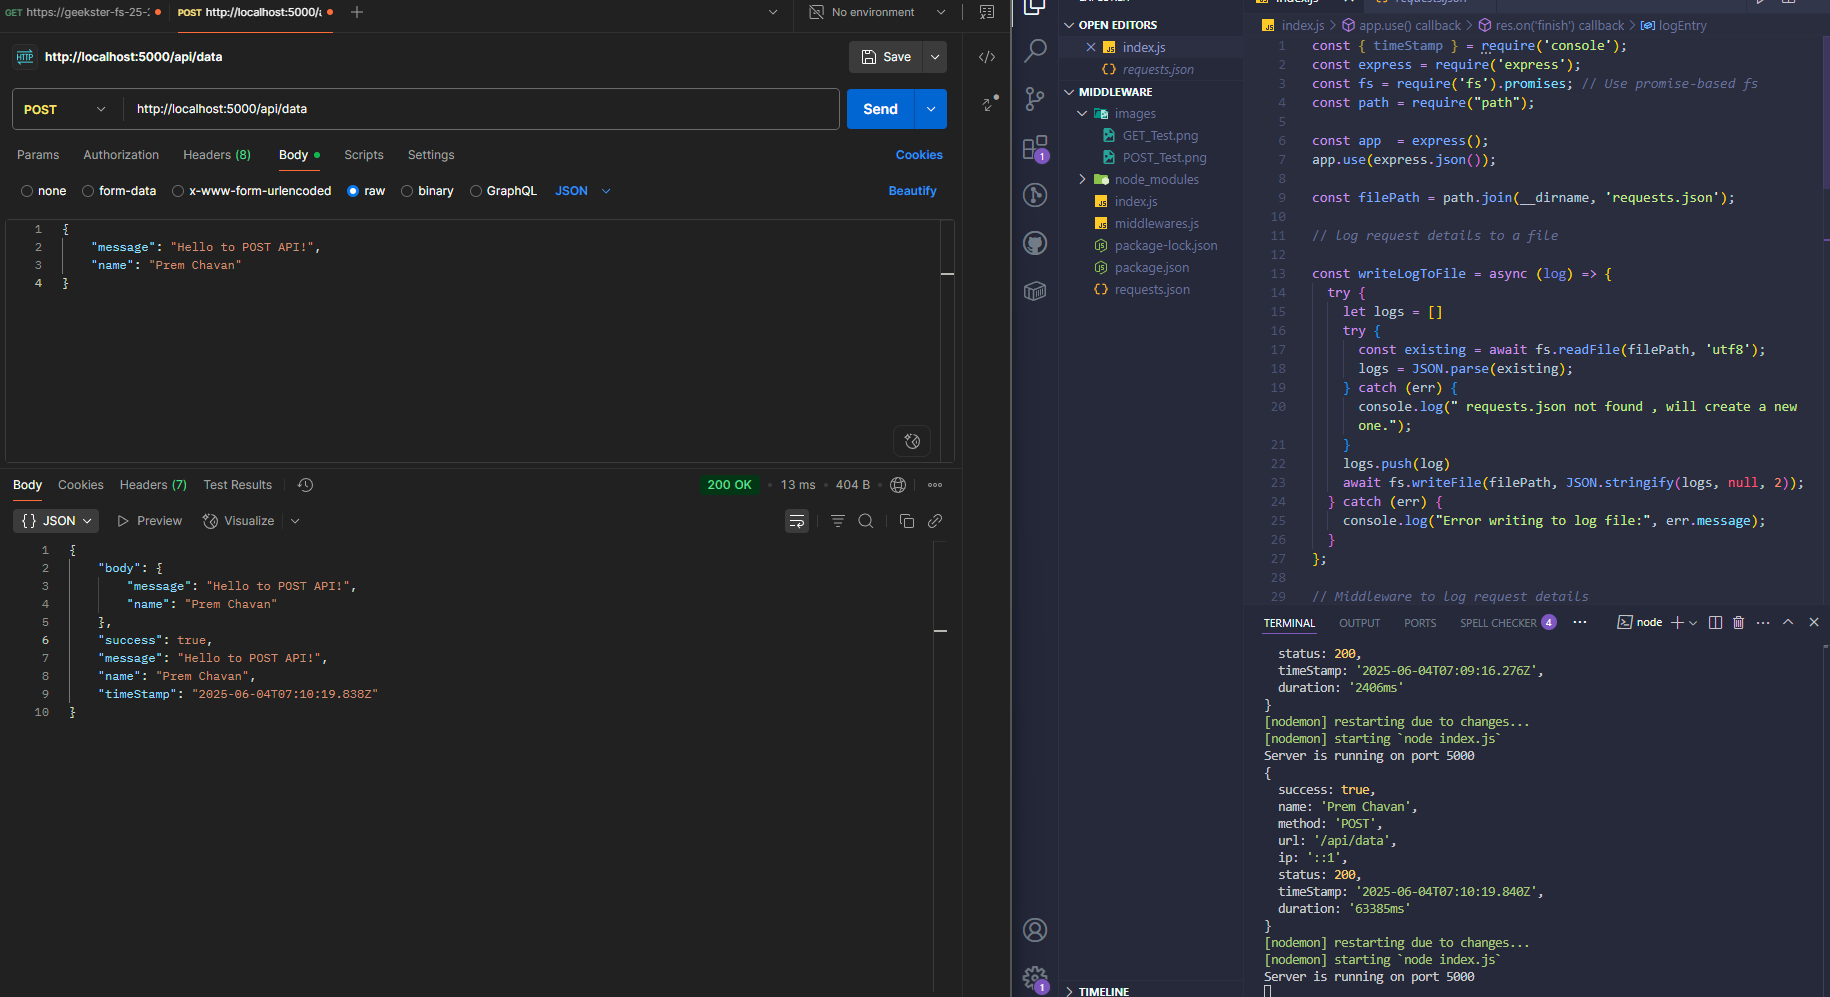 GET https://geekster-fs-25-
POST http://localhost:5000/
No environment
HTTP http://localhost:5000/api/data
Save
POST
http://localhost:5000/api/data
Send
Params
Authorization
Headers (8)
Body
Scripts
Settings
Cookies
none
form-data
x-www-form-urlencoded
raw
binary
GraphQL
JSON
Beautify
1 {
2 "message": "Hello to POST API!",
3 "name": "Prem Chavan"
4 }
Body
Cookies
Headers (7)
Test Results
200 OK
13 ms
404 B
{} JSON
Preview
Visualize
1 {
2 "body": {
3 "message": "Hello to POST API!",
4 "name": "Prem Chavan"
5 },
6 "success": true,
7 "message": "Hello to POST API!",
8 "name": "Prem Chavan",
9 "timeStamp": "2025-06-04T07:10:19.838Z"
10 }
OPEN EDITORS
JS index.js
{} requests.json
MIDDLEWARE
images
GET_Test.png
POST_Test.png
node_modules
JS index.js
JS middlewares.js
package-lock.json
package.json
{} requests.json
TIMELINE
1
1
JS index.js > app.use() callback > res.on('finish') callback > logEntry
1 const { timeStamp } = require('console');
2 const express = require('express');
3 const fs = require('fs').promises; // Use promise-based fs
4 const path = require("path");
5
6 const app  = express();
7 app.use(express.json());
8
9 const filePath = path.join(__dirname, 'requests.json');
10
11 // log request details to a file
12
13 const writeLogToFile = async (log) => {
14 try {
15 let logs = []
16 try {
17 const existing = await fs.readFile(filePath, 'utf8');
18 logs = JSON.parse(existing);
19 } catch (err) {
20 console.log(" requests.json not found , will create a new
one.");
21 }
22 logs.push(log)
23 await fs.writeFile(filePath, JSON.stringify(logs, null, 2));
24 } catch (err) {
25 console.log("Error writing to log file:", err.message);
26 }
27 };
28
29 // Middleware to log request details
TERMINAL
OUTPUT
PORTS
SPELL CHECKER 4
node
status: 200,
timeStamp: '2025-06-04T07:09:16.276Z',
duration: '2406ms'
}
[nodemon] restarting due to changes...
[nodemon] starting `node index.js`
Server is running on port 5000
{
success: true,
name: 'Prem Chavan',
method: 'POST',
url: '/api/data',
ip: '::1',
status: 200,
timeStamp: '2025-06-04T07:10:19.840Z',
duration: '63385ms'
}
[nodemon] restarting due to changes...
[nodemon] starting `node index.js`
Server is running on port 5000